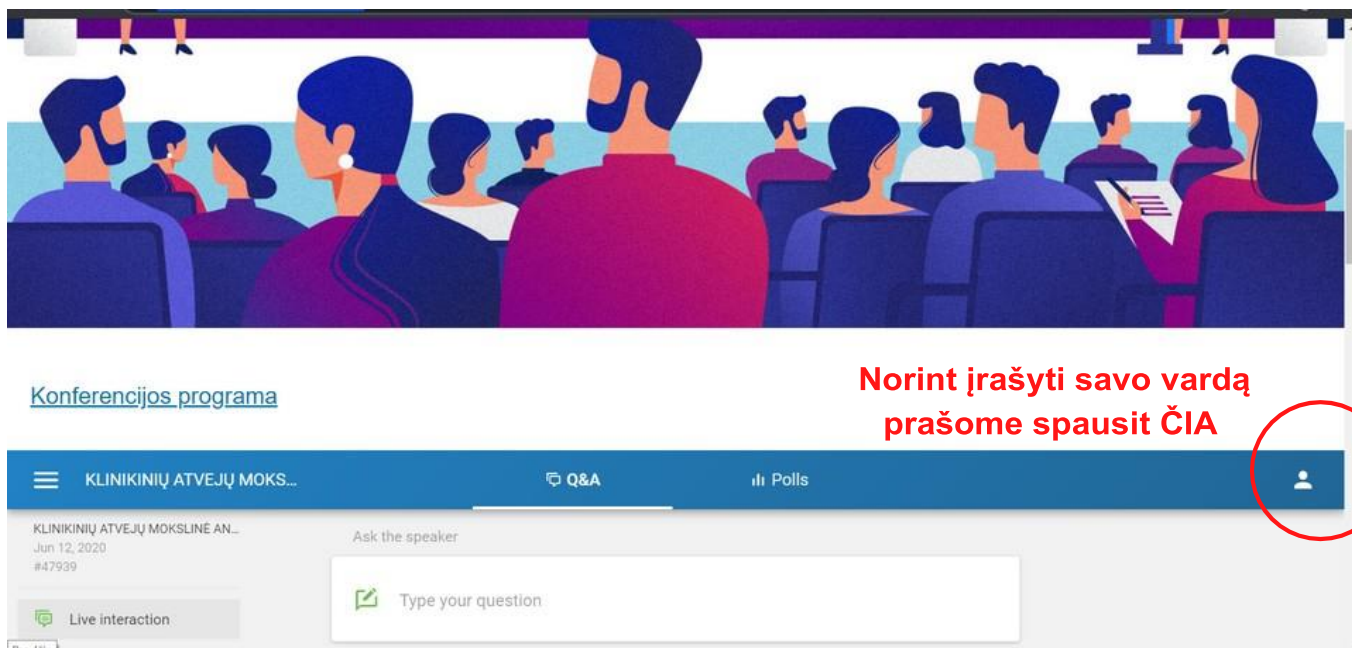 Konferencijos programa
Norint įrašyti savo vardą
prašome spausit ČIA
KLINIKINIŲ ATVEJŲ MOKS...
Q&A
Polls
KLINIKINIŲ ATVEJŲ MOKSLINĖ AN...
Jun 12, 2020
#47939
Ask the speaker
Type your question
Live interaction